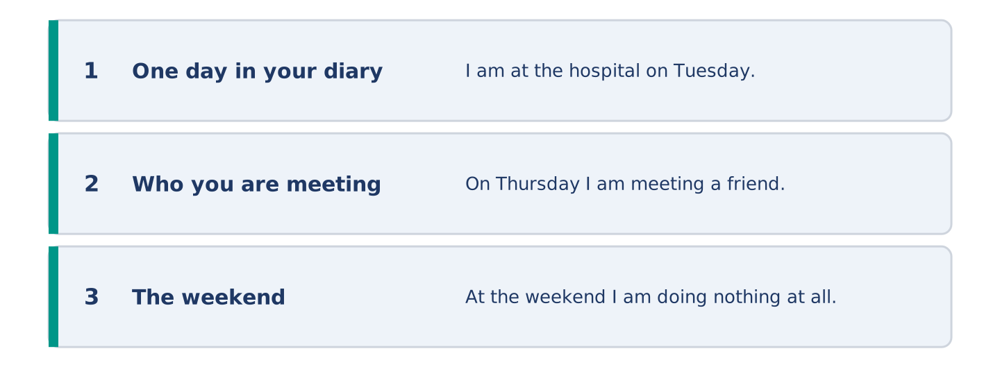 1 One day in your diary I am at the hospital on Tuesday.
2 Who you are meeting On Thursday I am meeting a friend.
3 The weekend At the weekend I am doing nothing at all.